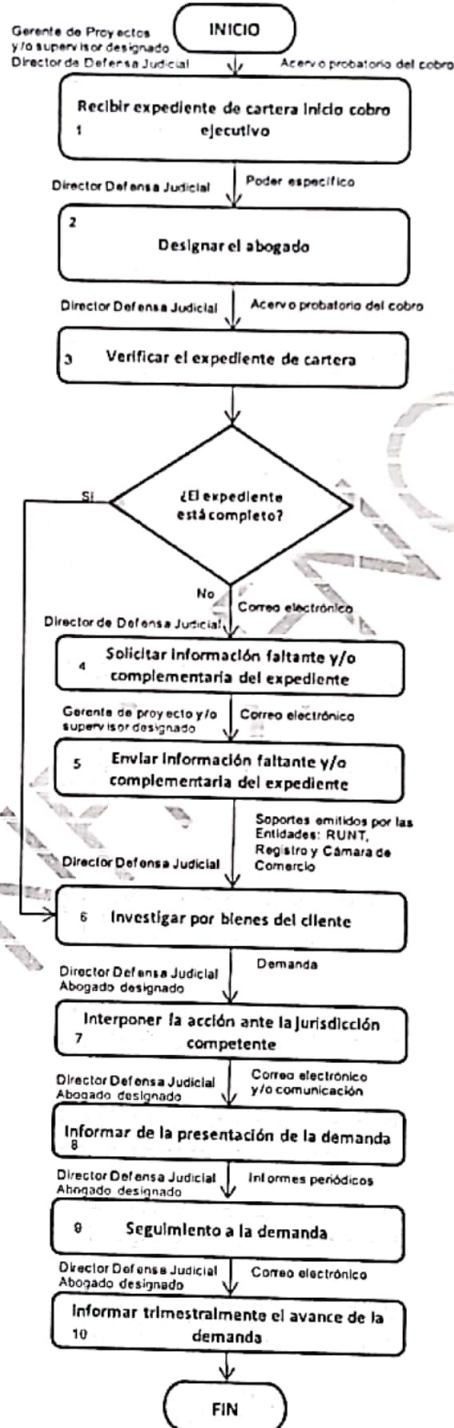 Gerente de Proyectos
y/o supervisor designado
Director de Defensa Judicial
INICIO
Acervo probatorio del cobro
Recibir expediente de cartera Inicio cobro
1 ejecutivo
Director Defensa Judicial
Poder específico
2
Designar el abogado
Director Defensa Judicial
Acervo probatorio del cobro
3 Verificar el expediente de cartera
Si
¿El expediente
está completo?
No
Correo electrónico
Director de Defensa Judicial
4 Solicitar información faltante y/o
complementaria del expediente
Gerente de proyecto y/o
supervisor designado
Correo electrónico
5 Enviar información faltante y/o
complementaria del expediente
Soportes emitidos por las
Entidades: RUNT,
Registro y Cámara de
Comercio
Director Defensa Judicial
6 Investigar por bienes del cliente
Demanda
Director Defensa Judicial
Abogado designado
Interponer la acción ante la Jurisdicción
7 competente
Director Defensa Judicial
Abogado designado
Correo electrónico
y/o comunicación
Informar de la presentación de la demanda
8
Director Defensa Judicial
Abogado designado
Informes periódicos
9 Seguimiento a la demanda
Director Defensa Judicial
Abogado designado
Correo electrónico
Informar trimestralmente el avance de la
10 demanda
FIN